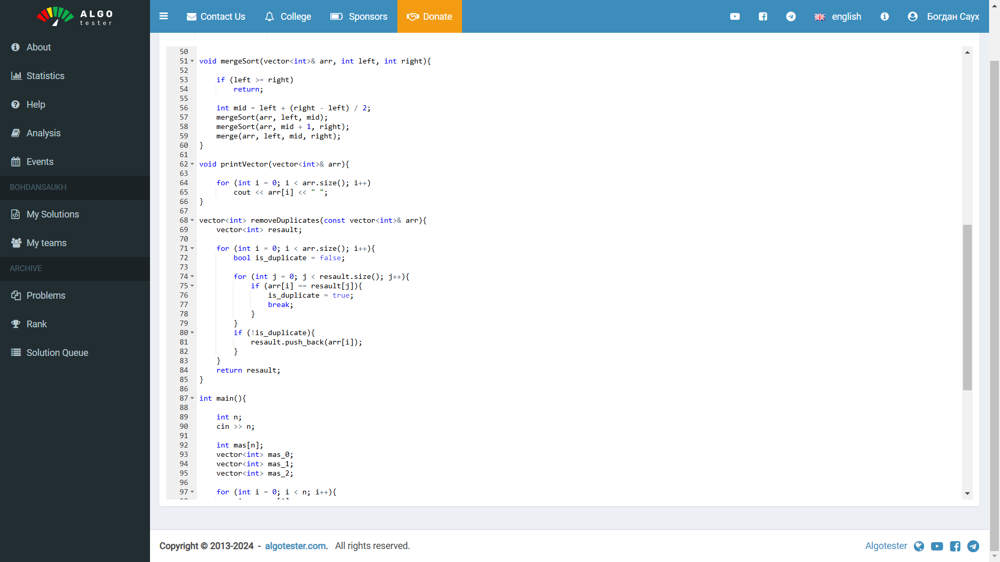 ALGO
tester
Contact Us
College
Sponsors
Donate
english
Богдан Саух
About
Statistics
Help
Analysis
Events
BOHDANSAUKH
My Solutions
My teams
ARCHIVE
Problems
Rank
Solution Queue
50
51 void mergeSort(vector<int>& arr, int left, int right){
52
53 if (left >= right)
54 return;
55
56 int mid = left + (right - left) / 2;
57 mergeSort(arr, left, mid);
58 mergeSort(arr, mid + 1, right);
59 merge(arr, left, mid, right);
60 }
61
62 void printVector(vector<int>& arr){
63
64 for (int i = 0; i < arr.size(); i++)
65 cout << arr[i] << " ";
66 }
67
68 vector<int> removeDuplicates(const vector<int>& arr){
69 vector<int> resault;
70
71 for (int i = 0; i < arr.size(); i++){
72 bool is_duplicate = false;
73
74 for (int j = 0; j < resault.size(); j++){
75 if (arr[i] == resault[j]){
76 is_duplicate = true;
77 break;
78 }
79 }
80 if (!is_duplicate){
81 resault.push_back(arr[i]);
82 }
83 }
84 return resault;
85 }
86
87 int main(){
88
89 int n;
90 cin >> n;
91
92 int mas[n];
93 vector<int> mas_0;
94 vector<int> mas_1;
95 vector<int> mas_2;
96
97 for (int i = 0; i < n; i++){
Copyright © 2013-2024 - algotester.com. All rights reserved.
Algotester